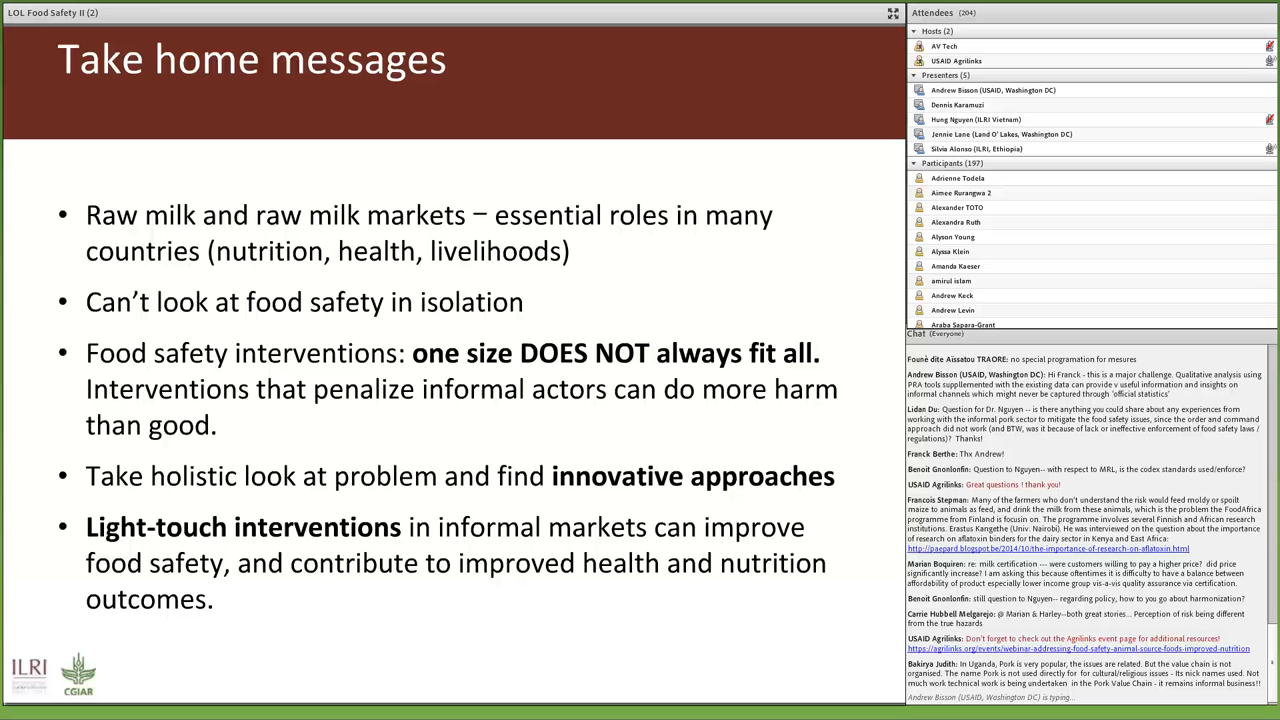 LOL Food Safety II (2)
Take home messages
• Raw milk and raw milk markets – essential roles in many
countries (nutrition, health, livelihoods)
• Can't look at food safety in isolation
• Food safety interventions: one size DOES NOT always fit all.
Interventions that penalize informal actors can do more harm
than good.
• Take holistic look at problem and find innovative approaches
• Light-touch interventions in informal markets can improve
food safety, and contribute to improved health and nutrition
outcomes.
ILRI
CGIAR
Attendees (204)
Hosts (2)
AV Tech
USAID Agrilinks
Presenters (5)
Andrew Bisson (USAID, Washington DC)
Dennis Karamuzi
Hung Nguyen (ILRI Vietnam)
Jennie Lane (Land O' Lakes, Washington DC)
Silvia Alonso (ILRI, Ethiopia)
Participants (197)
Adrienne Todela
Aimee Rurangwa 2
Alexander TOTO
Alexandra Ruth
Alyson Young
Alyssa Klein
Amanda Kaeser
amirul islam
Andrew Keck
Andrew Levin
Araba Sapara-Grant
Chat (Everyone)
Founè dite Aïssatou TRAORE: no special programation for mesures
Andrew Bisson (USAID, Washington DC): Hi Franck - this is a major challenge. Qualitative analysis using
PRA tools suppllemented with the existing data can provide v useful information and insights on
informal channels which might never be captured through 'official statistics'
Lidan Du: Question for Dr. Nguyen -- is there anything you could share about any experiences from
working with the informal pork sector to mitigate the food safety issues, since the order and command
approach did not work (and BTW, was it because of lack or ineffective enforcement of food safety laws /
regulations)? Thanks!
Franck Berthe: Thx Andrew!
Benoit Gnonlonfin: Question to Nguyen-- with respect to MRL, is the codex standards used/enforce?
USAID Agrilinks: Great questions ! thank you!
Francois Stepman: Many of the farmers who don't understand the risk would feed moldy or spoilt
maize to animals as feed, and drink the milk from these animals, which is the problem the FoodAfrica
programme from Finland is focusin on. The programme involves several Finnish and African research
institutions. Erastus Kangethe (Univ. Nairobi). He was interviewed on the question about the importance
of research on aflatoxin binders for the dairy sector in Kenya and East Africa:
http://paepard.blogspot.be/2014/10/the-importance-of-research-on-aflatoxin.html
Marian Boquiren: re: milk certification --- were customers willing to pay a higher price? did price
significantly increase? I am asking this because oftentimes it is difficulty to have a balance between
affordability of product especially lower income group vis-a-vis quality assurance via certification.
Benoit Gnonlonfin: still question to Nguyen-- regarding policy, how to you go about harmonization?
Carrie Hubbell Melgarejo: @ Marian & Harley--both great stories... Perception of risk being different
from the true hazards
USAID Agrilinks: Don't forget to check out the Agrilinks event page for additional resources!
https://agrilinks.org/events/webinar-addressing-food-safety-animal-source-foods-improved-nutrition
Bakirya Judith: In Uganda, Pork is very popular, the issues are related. But the value chain is not
organised. The name Pork is not used directly for for cultural/religious issues - Its nick names used. Not
much work technical work is being undertaken in the Pork Value Chain - it remains informal business!!
Andrew Bisson (USAID, Washington DC) is typing...